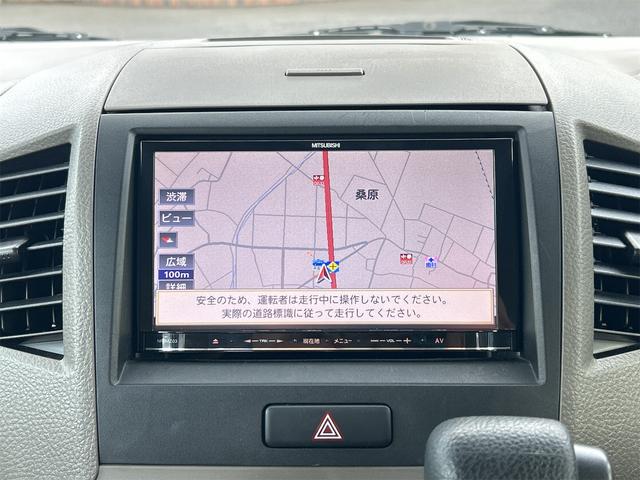 MITSUBISHI
渋滞
桑原
ビュー
広域
100m
詳細
安全のため、運転者は走行中に操作しないでください。
実際の道路標識に従って走行してください。
TRK
現在地
メニュー
VOL
AV